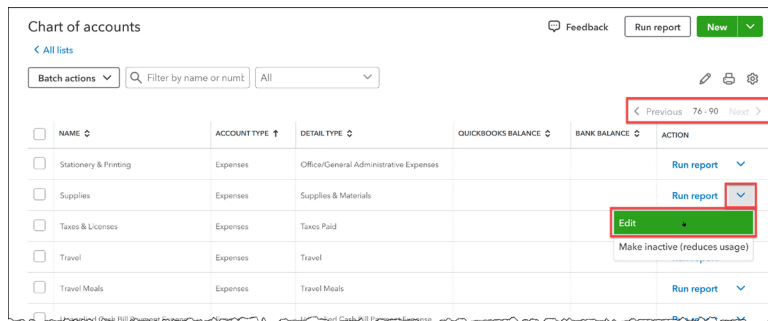 Chart of accounts
Feedback
Run report
New
All lists
Batch actions
Filter by name or numb
All
Previous 76 - 90 Next
NAME ACCOUNT TYPE DETAIL TYPE QUICKBOOKS BALANCE BANK BALANCE ACTION
Stationery & Printing Expenses Office/General Administrative Expenses Run report
Supplies Expenses Supplies & Materials Run report
Taxes & Licenses Expenses Taxes Paid
Edit
Make inactive (reduces usage)
Travel Expenses Travel
Travel Meals Expenses Travel Meals Run report